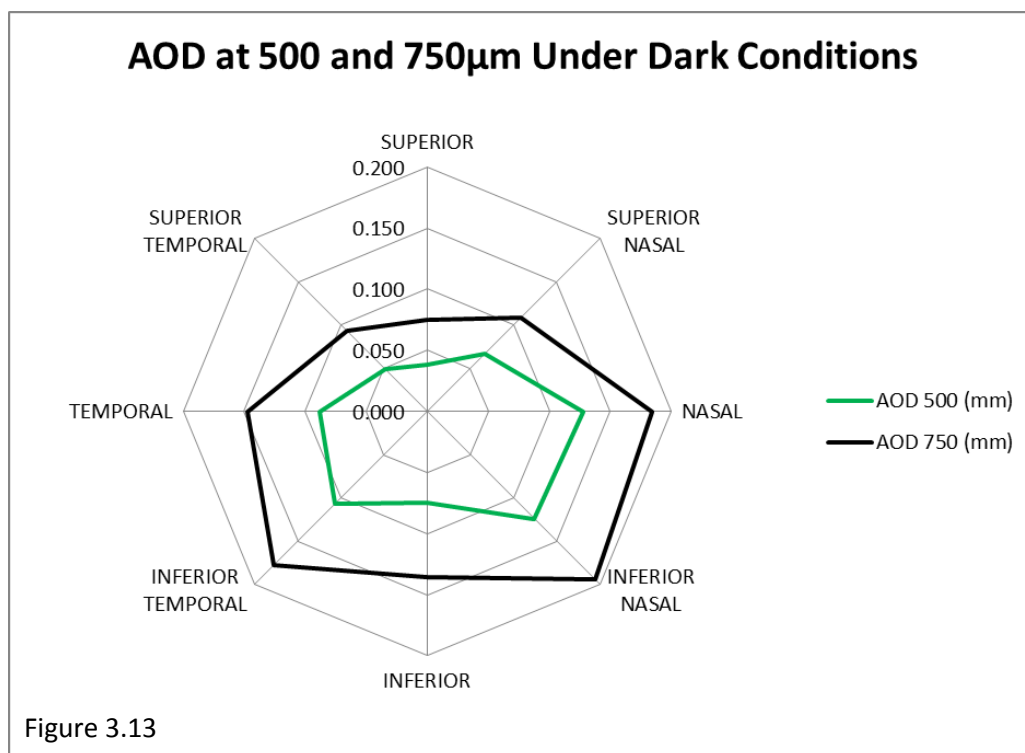 AOD at 500 and 750µm Under Dark Conditions
SUPERIOR
0.200
SUPERIOR
TEMPORAL
SUPERIOR
NASAL
0.150
0.100
0.050
TEMPORAL
0.000
NASAL
AOD 500 (mm)
AOD 750 (mm)
INFERIOR
TEMPORAL
INFERIOR
NASAL
INFERIOR
Figure 3.13